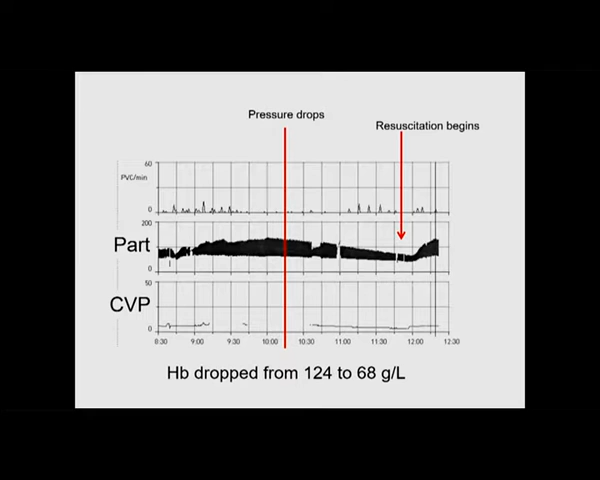 Pressure drops
Resuscitation begins
60
PVC/min
0
200
Part
0
50
CVP
0
8:30 9:00 9:30 10:00 10:30 11:00 11:30 12:00 12:30
Hb dropped from 124 to 68 g/L